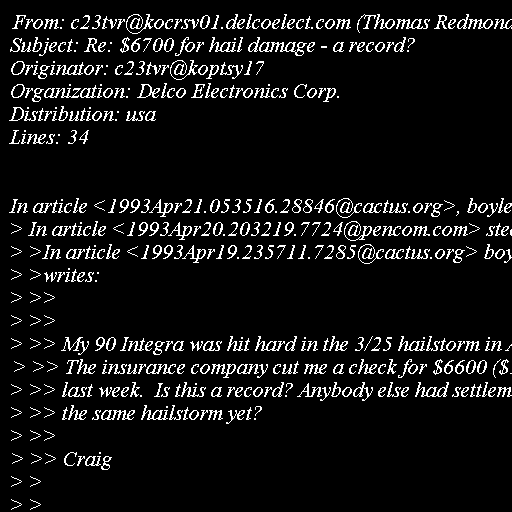 From: c23tvr@kocrsv01.delcoelect.com (Thomas Redmond
Subject: Re: $6700 for hail damage - a record?
Originator: c23tvr@koptsy17
Organization: Delco Electronics Corp.
Distribution: usa
Lines: 34
In article <1993Apr21.053516.28846@cactus.org>, boyle
> In article <1993Apr20.203219.7724@pencom.com> stec
> >In article <1993Apr19.235711.7285@cactus.org> boy
> >writes:
> >>
> >>
> >> My 90 Integra was hit hard in the 3/25 hailstorm in A
> >> The insurance company cut me a check for $6600 ($
> >> last week.  Is this a record? Anybody else had settlem
> >> the same hailstorm yet?
> >>
> >> Craig
> >
> >